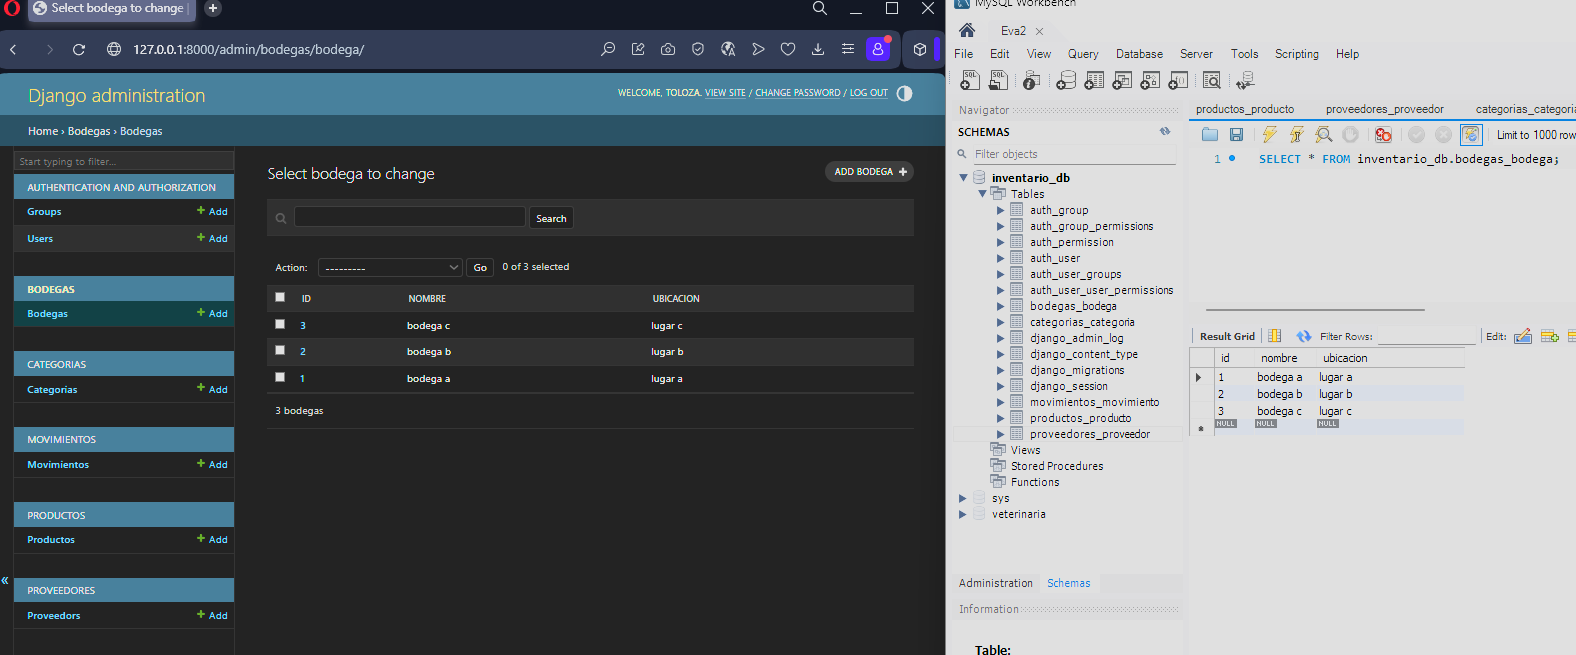 Select bodega to change
127.0.0.1:8000/admin/bodegas/bodega/
Django administration
WELCOME, TOLOZA. VIEW SITE / CHANGE PASSWORD / LOG OUT
Home › Bodegas › Bodegas
Start typing to filter...
AUTHENTICATION AND AUTHORIZATION
Groups + Add
Users + Add
BODEGAS
Bodegas + Add
CATEGORIAS
Categorias + Add
MOVIMIENTOS
Movimientos + Add
PRODUCTOS
Productos + Add
PROVEEDORES
Proveedors + Add
«
Select bodega to change
ADD BODEGA +
Search
Action: --------- Go 0 of 3 selected
ID NOMBRE UBICACION
3 bodega c lugar c
2 bodega b lugar b
1 bodega a lugar a
3 bodegas
MySQL Workbench
Eva2
File Edit View Query Database Server Tools Scripting Help
Navigator
SCHEMAS
Filter objects
inventario_db
Tables
auth_group
auth_group_permissions
auth_permission
auth_user
auth_user_groups
auth_user_user_permissions
bodegas_bodega
categorias_categoria
django_admin_log
django_content_type
django_migrations
django_session
movimientos_movimiento
productos_producto
proveedores_proveedor
Views
Stored Procedures
Functions
sys
veterinaria
Administration Schemas
Information
Table:
productos_producto proveedores_proveedor categorias_categoria
Limit to 1000 row
1 SELECT * FROM inventario_db.bodegas_bodega;
Result Grid Filter Rows: Edit:
id nombre ubicacion
1 bodega a lugar a
2 bodega b lugar b
3 bodega c lugar c
NULL NULL NULL